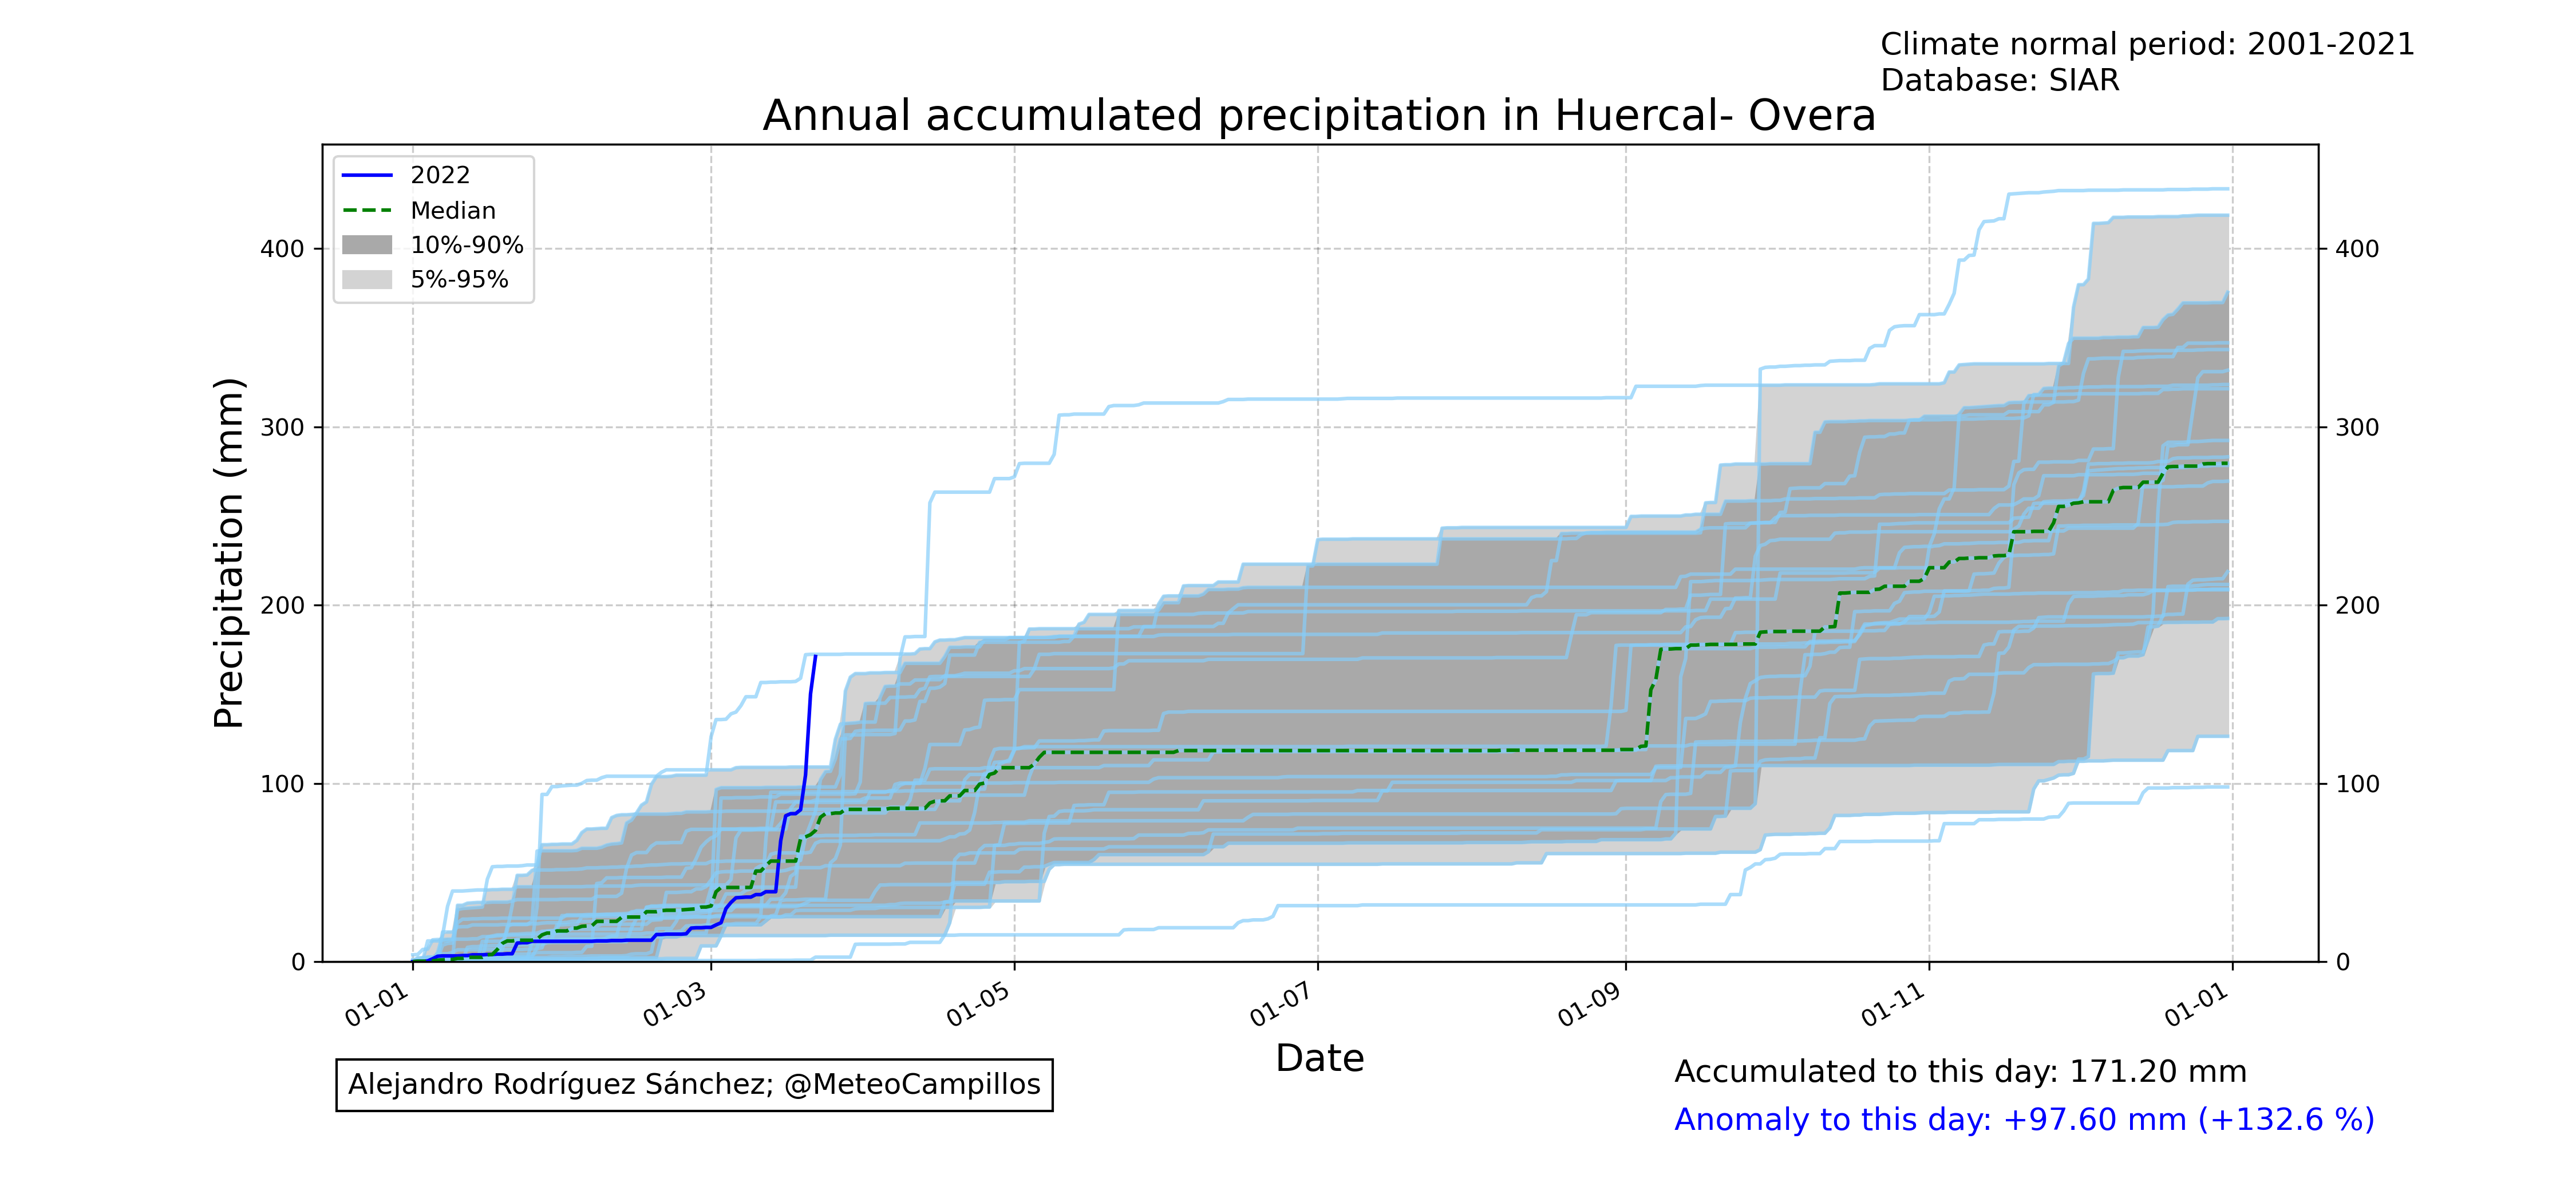 Climate normal period: 2001-2021
Database: SIAR
Annual accumulated precipitation in Huercal- Overa
2022
Median
10%-90%
5%-95%
Precipitation (mm)
400
300
200
100
0
400
300
200
100
0
01-01
01-03
01-05
01-07
01-09
01-11
01-01
Date
Alejandro Rodríguez Sánchez; @MeteoCampillos
Accumulated to this day: 171.20 mm
Anomaly to this day: +97.60 mm (+132.6 %)